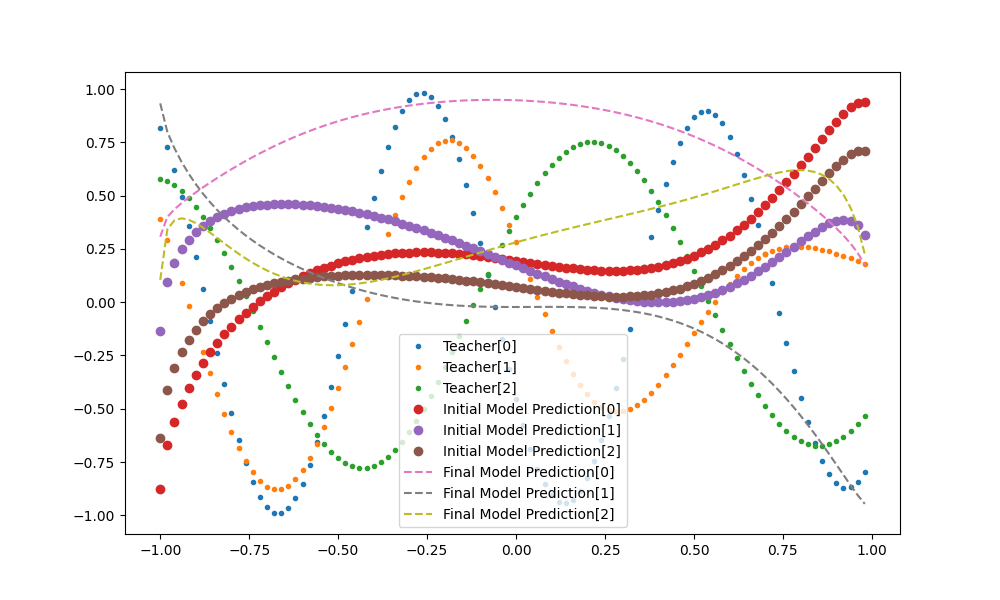 1.00
0.75
0.50
0.25
0.00
−0.25
−0.50
−0.75
−1.00
Teacher[0]
Teacher[1]
Teacher[2]
Initial Model Prediction[0]
Initial Model Prediction[1]
Initial Model Prediction[2]
Final Model Prediction[0]
Final Model Prediction[1]
Final Model Prediction[2]
−1.00 −0.75 −0.50 −0.25 0.00 0.25 0.50 0.75 1.00